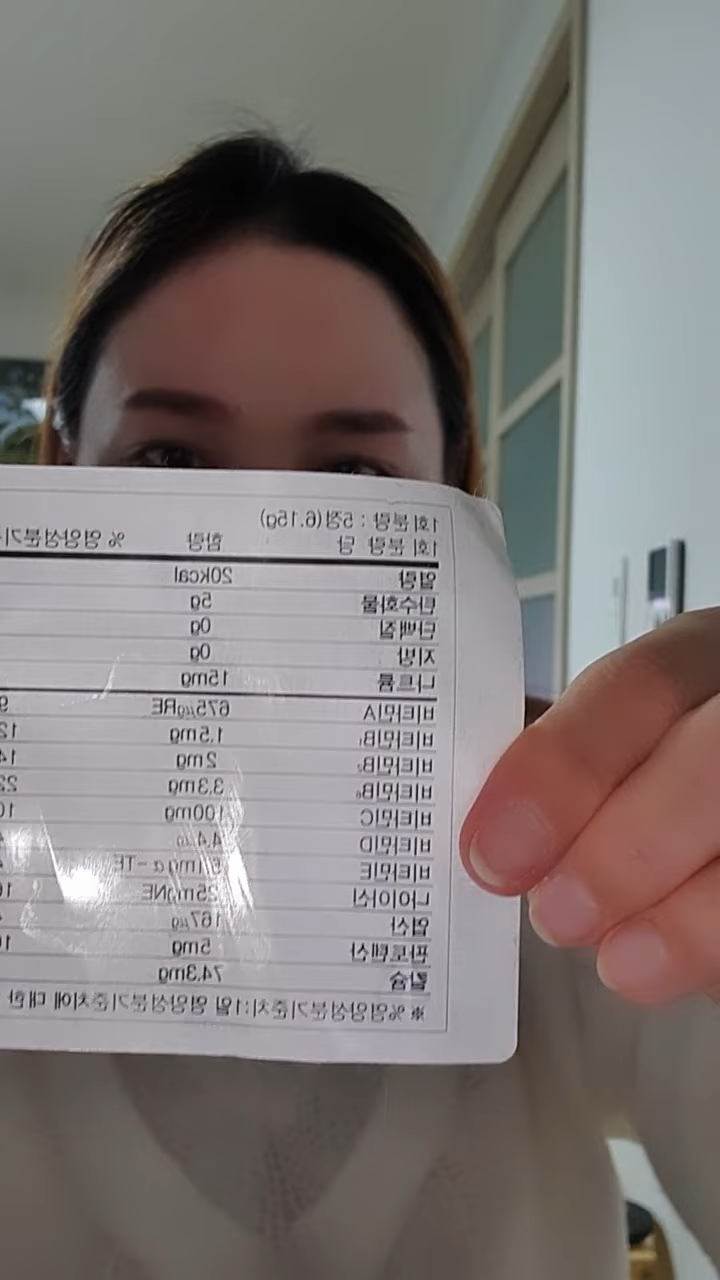 1회 분량 : 5정(6.15g)
1회 분량 당 함량 % 영양성분기
열량 20kcal
탄수화물 5g
단백질 0g
지방 0g
나트륨 15mg
비타민A 675㎍RE
비타민B₁ 1.5mg
비타민B₂ 2mg
비타민B₆ 3.3mg
비타민C 100mg
비타민D
비타민E
나이아신 25mgNE
엽산 167㎍
판토텐산 5mg
칼슘 74.3mg
※ %영양성분기준치:1일 영양성분기준치에 대한